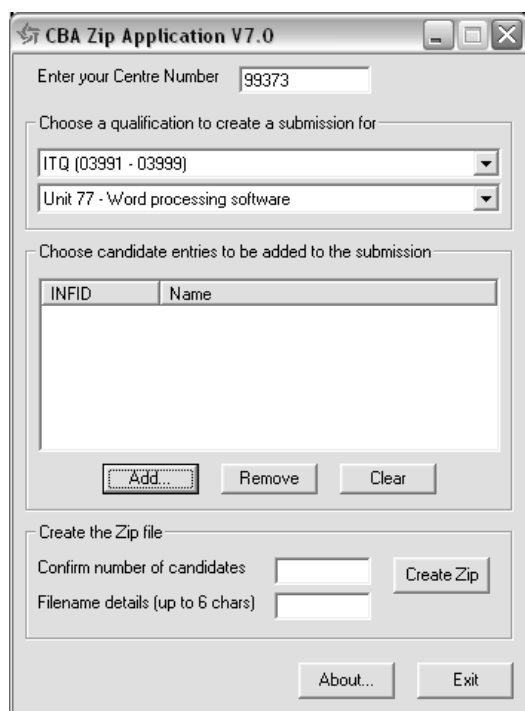 CBA Zip Application V7.0
Enter your Centre Number 99373
Choose a qualification to create a submission for
ITQ (03991 - 03999)
Unit 77 - Word processing software
Choose candidate entries to be added to the submission
INFID Name
Add... Remove Clear
Create the Zip file
Confirm number of candidates
Create Zip
Filename details (up to 6 chars)
About... Exit